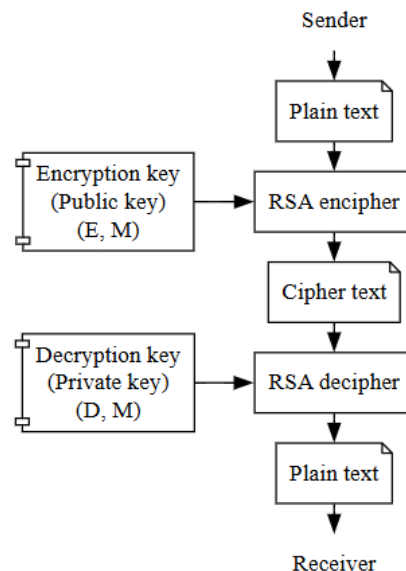 Sender
Plain text
Encryption key
(Public key)
(E, M)
RSA encipher
Cipher text
Decryption key
(Private key)
(D, M)
RSA decipher
Plain text
Receiver